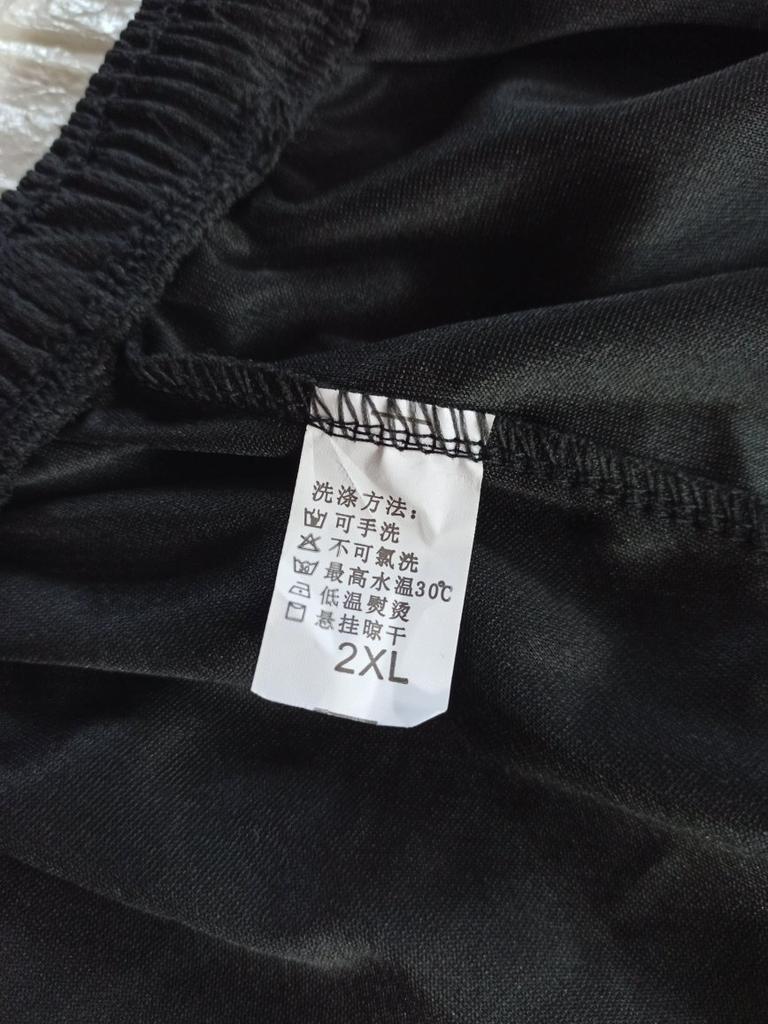 洗涤方法：
可手洗
不可氯洗
最高水温30℃
低温熨烫
悬挂晾干
2XL